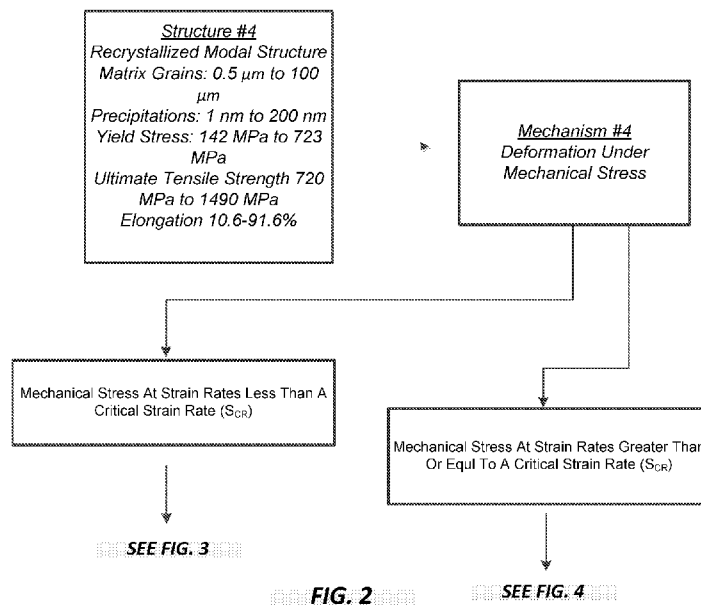 Structure #4
Recrystallized Modal Structure
Matrix Grains: 0.5 μm to 100
μm
Precipitations: 1 nm to 200 nm
Yield Stress: 142 MPa to 723
MPa
Ultimate Tensile Strength 720
MPa to 1490 MPa
Elongation 10.6-91.6%
Mechanism #4
Deformation Under
Mechanical Stress
Mechanical Stress At Strain Rates Less Than A
Critical Strain Rate (SCR)
Mechanical Stress At Strain Rates Greater Than
Or Equl To A Critical Strain Rate (SCR)
SEE FIG. 3
SEE FIG. 4
FIG. 2